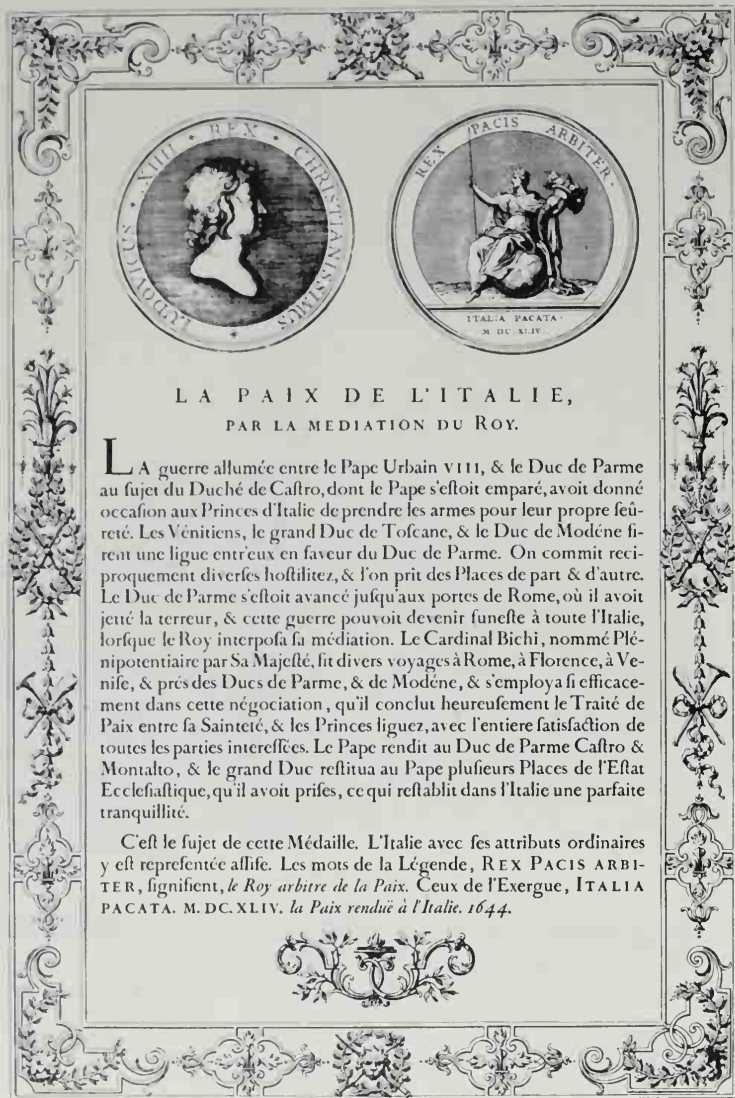 LUDOVICUS • XIIII • REX • CHRISTIANISSIMUS •
REX PACIS ARBITER.
ITALIA PACATA.
M DC XLIV.
LA PAIX DE L'ITALIE,
PAR LA MEDIATION DU ROY.
LA guerre allumée entre le Pape Urbain VIII, & le Duc de Parme
au ſujet du Duché de Caſtro, dont le Pape s'eſtoit emparé, avoit donné
occaſion aux Princes d'Italie de prendre les armes pour leur propre ſeû-
reté. Les Vénitiens, le grand Duc de Toſcane, & le Duc de Modéne fi-
rent une ligue entr'eux en faveur du Duc de Parme. On commit reci-
proquement diverſes hoſtilitez, & l'on prit des Places de part & d'autre.
Le Duc de Parme s'eſtoit avancé juſqu'aux portes de Rome, où il avoit
jetté la terreur, & cette guerre pouvoit devenir funeſte à toute l'Italie,
lorſque le Roy interpoſa ſa médiation. Le Cardinal Bichi, nommé Plé-
nipotentiaire par Sa Majeſté, fit divers voyages à Rome, à Florence, à Ve-
niſe, & prés des Ducs de Parme, & de Modéne, & s'employa ſi efficace-
ment dans cette négociation, qu'il conclut heureuſement le Traité de
Paix entre ſa Sainteté, & les Princes liguez, avec l'entiere ſatisfaction de
toutes les parties intereſſées. Le Pape rendit au Duc de Parme Caſtro &
Montalto, & le grand Duc reſtitua au Pape pluſieurs Places de l'Eſtat
Eccleſiaſtique, qu'il avoit priſes, ce qui reſtablit dans l'Italie une parfaite
tranquillité.
C'eſt le ſujet de cette Médaille. L'Italie avec ſes attributs ordinaires
y eſt repreſentée aſſiſe. Les mots de la Légende, REX PACIS ARBI-
TER, ſignifient, le Roy arbitre de la Paix. Ceux de l'Exergue, ITALIA
PACATA. M. DC. XLIV. la Paix renduë à l'Italie. 1644.